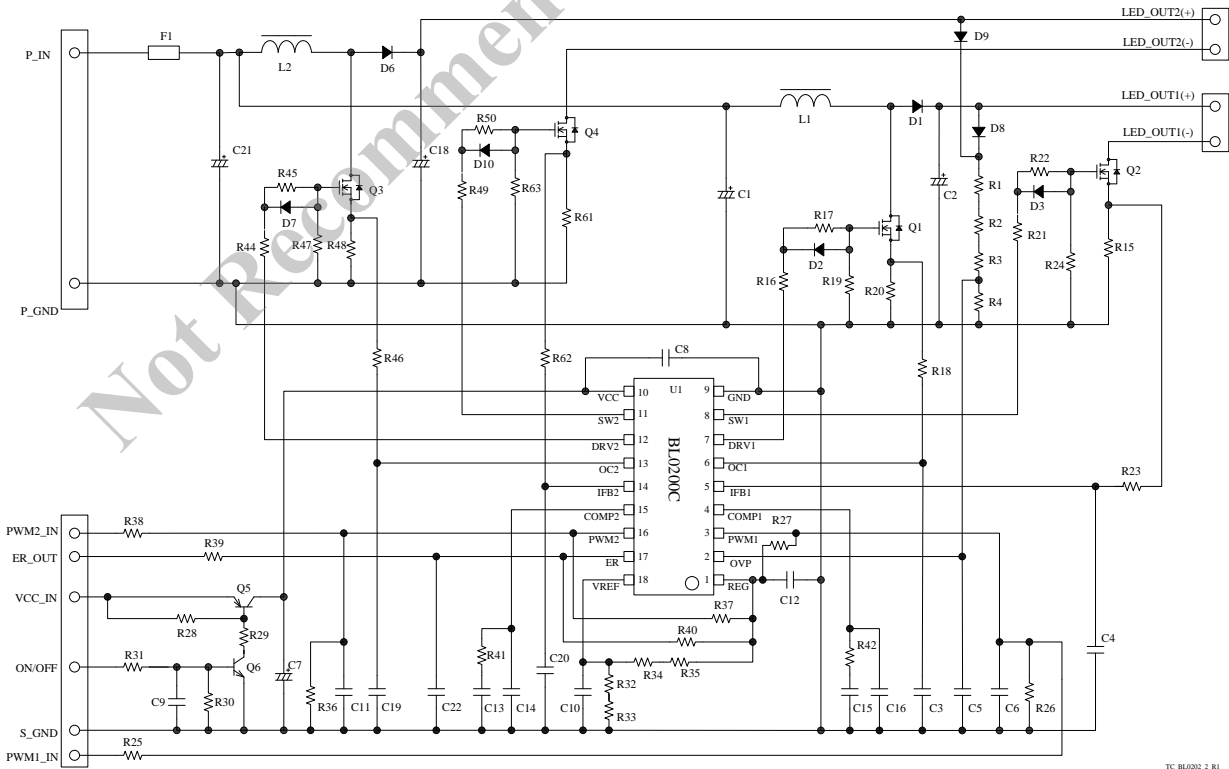 Not Recommen
LED_OUT2(+)
F1
D9
P_IN
LED_OUT2(-)
D6
L2
LED_OUT1(+)
L1
D1
R50
D8
LED_OUT1(-)
Q4
C21
C18
D10
R22
Q2
R45
R49
R63
C1
C2
R1
D3
Q3
D7
R61
R17
R2
R21
R15
R44
R47
R48
Q1
D2
R3
R24
R16
R19
R20
R4
P_GND
C8
R46
R62
R18
VCC
10
U1
9
GND
SW2
11
8
SW1
DRV2
12
7
DRV1
BL0200C
OC2
13
6
OC1
R23
IFB2
14
5
IFB1
COMP2
15
4
COMP1
R27
R38
PWM2_IN
PWM2
16
3
PWM1
R39
ER_OUT
ER
17
2
OVP
VREF
18
1
REG
Q5
VCC_IN
C12
R37
R28
R29
R40
C4
R31
R41
R42
ON/OFF
Q6
C7
C20
R34
R35
R32
C9
R30
R36
C11
C19
C22
C13
C14
C10
R33
C15
C16
C3
C5
C6
R26
S_GND
R25
PWM1_IN
TC_BL0202_2_R1